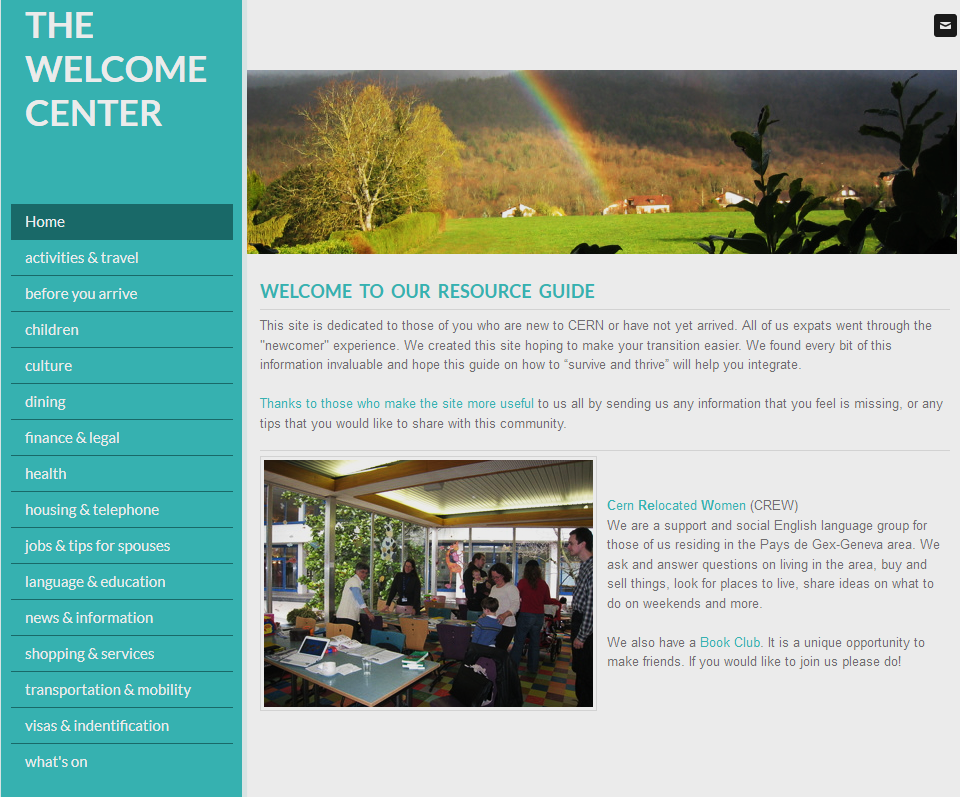 THE
WELCOME
CENTER
Home
activities & travel
before you arrive
children
culture
dining
finance & legal
health
housing & telephone
jobs & tips for spouses
language & education
news & information
shopping & services
transportation & mobility
visas & indentification
what's on
WELCOME TO OUR RESOURCE GUIDE
This site is dedicated to those of you who are new to CERN or have not yet arrived. All of us expats went through the
"newcomer" experience. We created this site hoping to make your transition easier. We found every bit of this
information invaluable and hope this guide on how to “survive and thrive” will help you integrate.
Thanks to those who make the site more useful to us all by sending us any information that you feel is missing, or any
tips that you would like to share with this community.
Cern Relocated Women (CREW)
We are a support and social English language group for
those of us residing in the Pays de Gex-Geneva area. We
ask and answer questions on living in the area, buy and
sell things, look for places to live, share ideas on what to
do on weekends and more.
We also have a Book Club. It is a unique opportunity to
make friends. If you would like to join us please do!